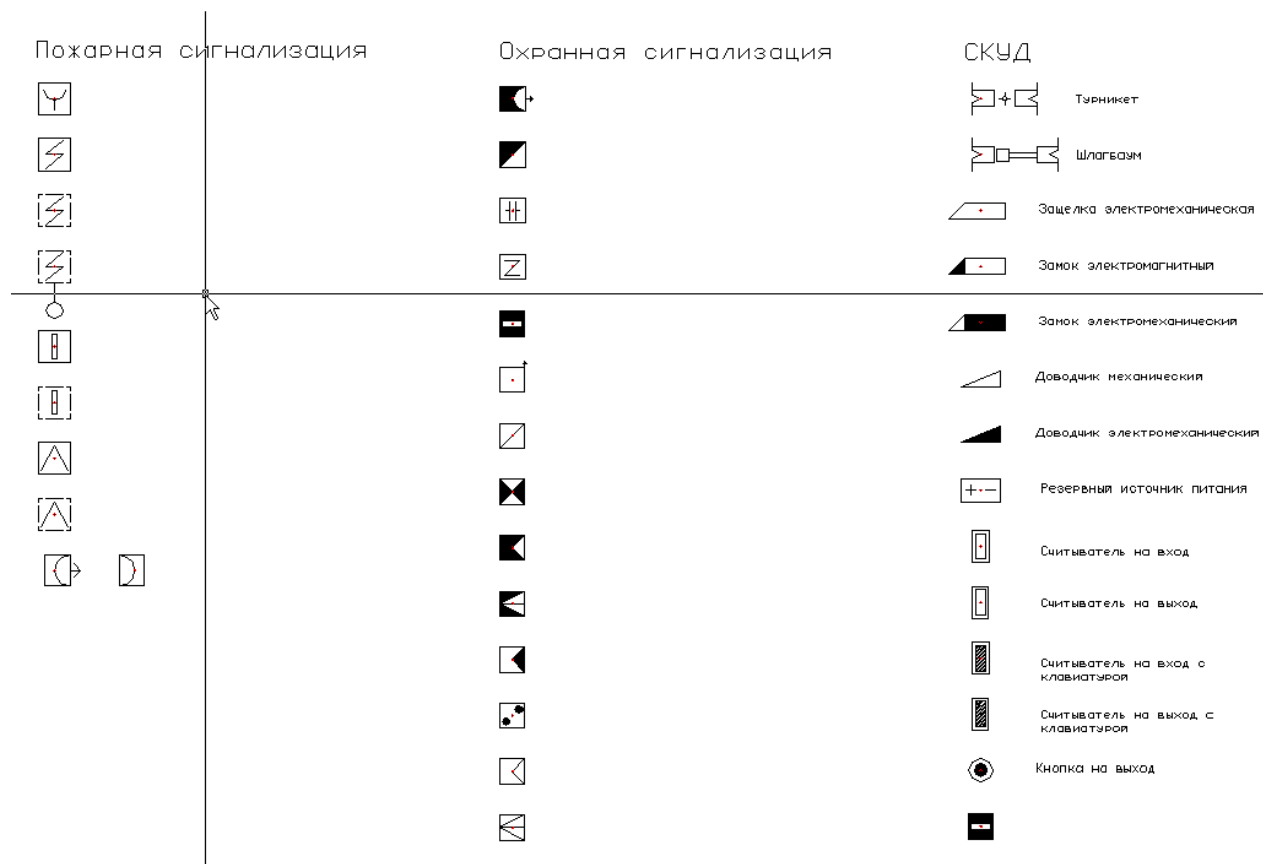 Пожарная сигнализация
Охранная сигнализация
СКУД
Турникет
Шлагбаум
Защелка электромеханическая
Замок электромагнитный
Замок электромеханический
Доводчик механический
Доводчик электромеханический
Резервный источник питания
Считыватель на вход
Считыватель на выход
Считыватель на вход с
клавиатурой
Считыватель на выход с
клавиатурой
Кнопка на выход